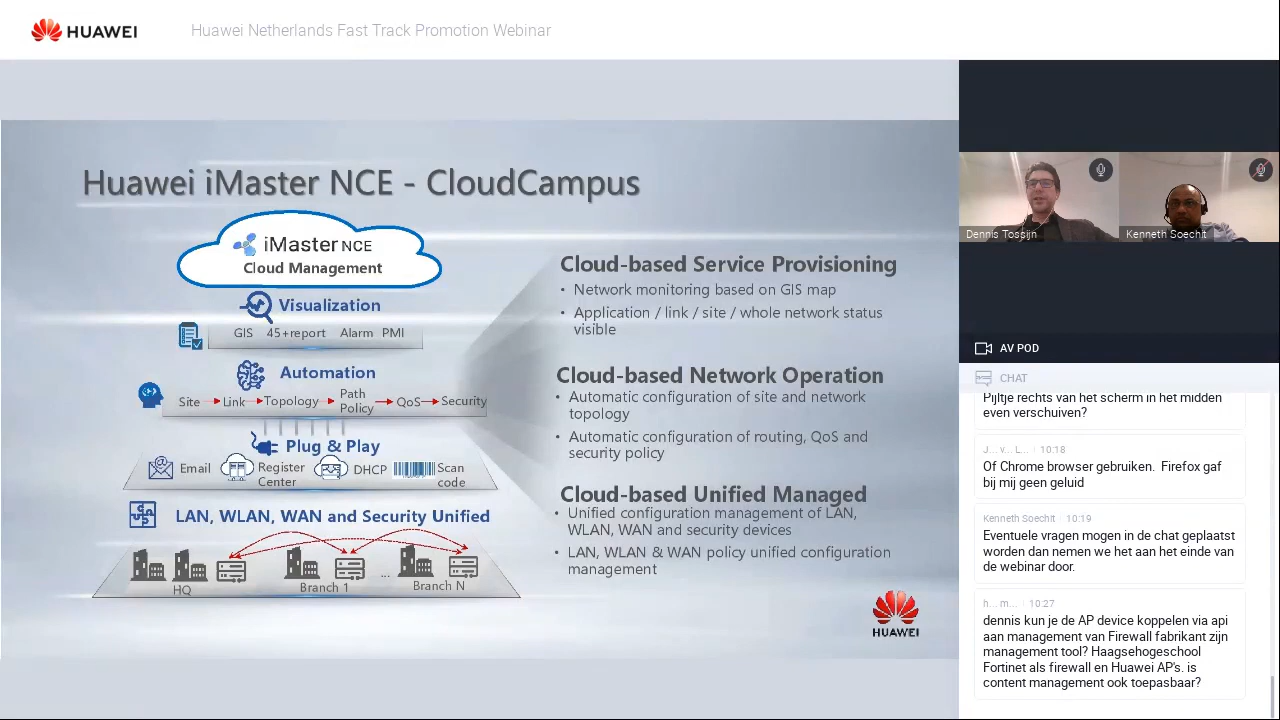 HUAWEI
Huawei Netherlands Fast Track Promotion Webinar
Huawei iMaster NCE - CloudCampus
iMaster NCE
Cloud Management
Visualization
GIS 45+report Alarm PMI
Automation
Site Link Topology Path Policy QoS Security
Plug & Play
Email Register Center DHCP Scan code
LAN, WLAN, WAN and Security Unified
HQ Branch 1 ... Branch N
Cloud-based Service Provisioning
• Network monitoring based on GIS map
• Application / link / site / whole network status
visible
Cloud-based Network Operation
• Automatic configuration of site and network
topology
• Automatic configuration of routing, QoS and
security policy
Cloud-based Unified Managed
• Unified configuration management of LAN,
WLAN, WAN and security devices
• LAN, WLAN & WAN policy unified configuration
management
HUAWEI
Dennis Tossijn
Kenneth Soechit
AV POD
CHAT
Pijltje rechts van het scherm in het midden
even verschuiven?
J... v... L... 10:18
Of Chrome browser gebruiken. Firefox gaf
bij mij geen geluid
Kenneth Soechit 10:19
Eventuele vragen mogen in de chat geplaatst
worden dan nemen we het aan het einde van
de webinar door.
h... m... 10:27
dennis kun je de AP device koppelen via api
aan management van Firewall fabrikant zijn
management tool? Haagsehogeschool
Fortinet als firewall en Huawei AP's. is
content management ook toepasbaar?